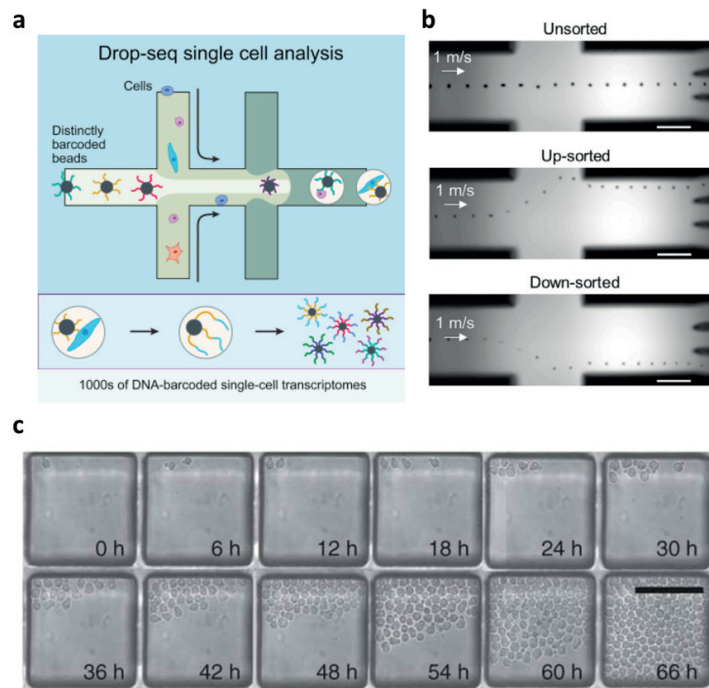 a
Drop-seq single cell analysis
Cells
Distinctly
barcoded
beads
1000s of DNA-barcoded single-cell transcriptomes
b
Unsorted
1 m/s
Up-sorted
1 m/s
Down-sorted
1 m/s
c
0 h
6 h
12 h
18 h
24 h
30 h
36 h
42 h
48 h
54 h
60 h
66 h